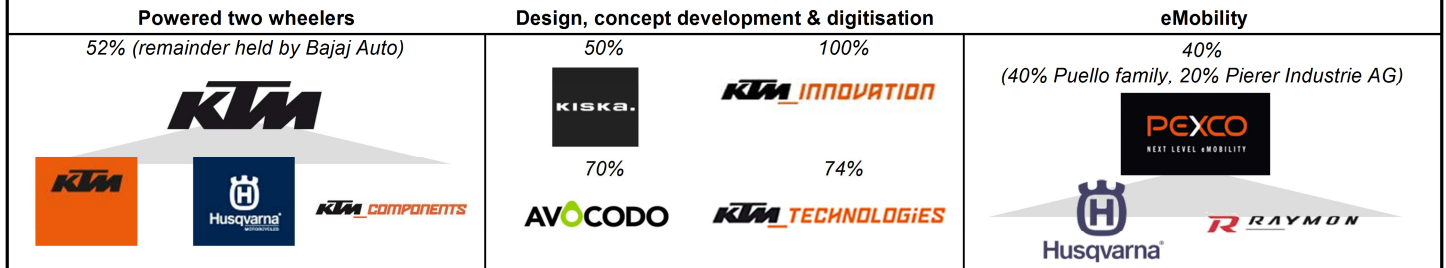 Powered two wheelers
52% (remainder held by Bajaj Auto)
KTM
KTM
Husqvarna
MOTORCYCLES
KTM_COMPONENTS
Design, concept development & digitisation
50%
100%
KISKA.
KTM_INNOVATION
70%
74%
AVOCODO
KTM_TECHNOLOGIES
eMobility
40%
(40% Puello family, 20% Pierer Industrie AG)
PEXCO
NEXT LEVEL eMOBILITY
Husqvarna
R RAYMON